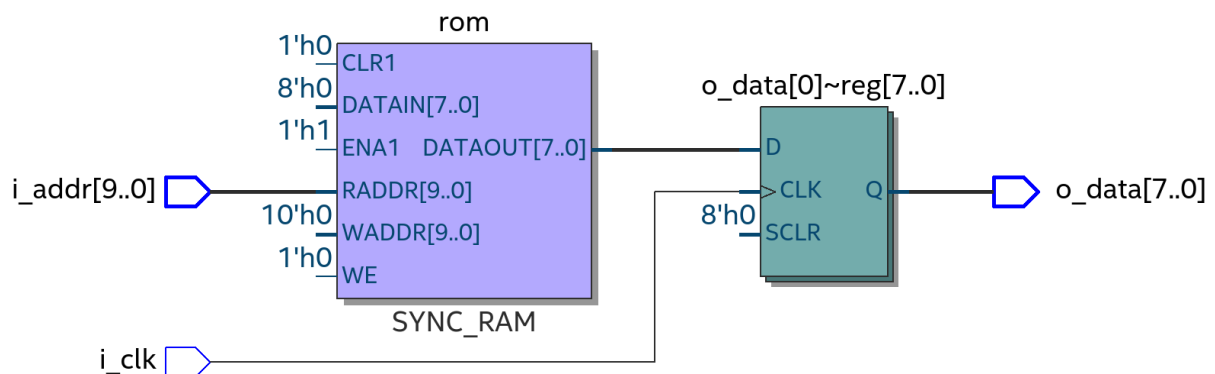 rom
1'h0
CLR1
8'h0
DATAIN[7..0]
1'h1
ENA1 DATAOUT[7..0]
i_addr[9..0]
RADDR[9..0]
10'h0
WADDR[9..0]
1'h0
WE
SYNC_RAM
i_clk
o_data[0]~reg[7..0]
D
CLK Q
8'h0
SCLR
o_data[7..0]